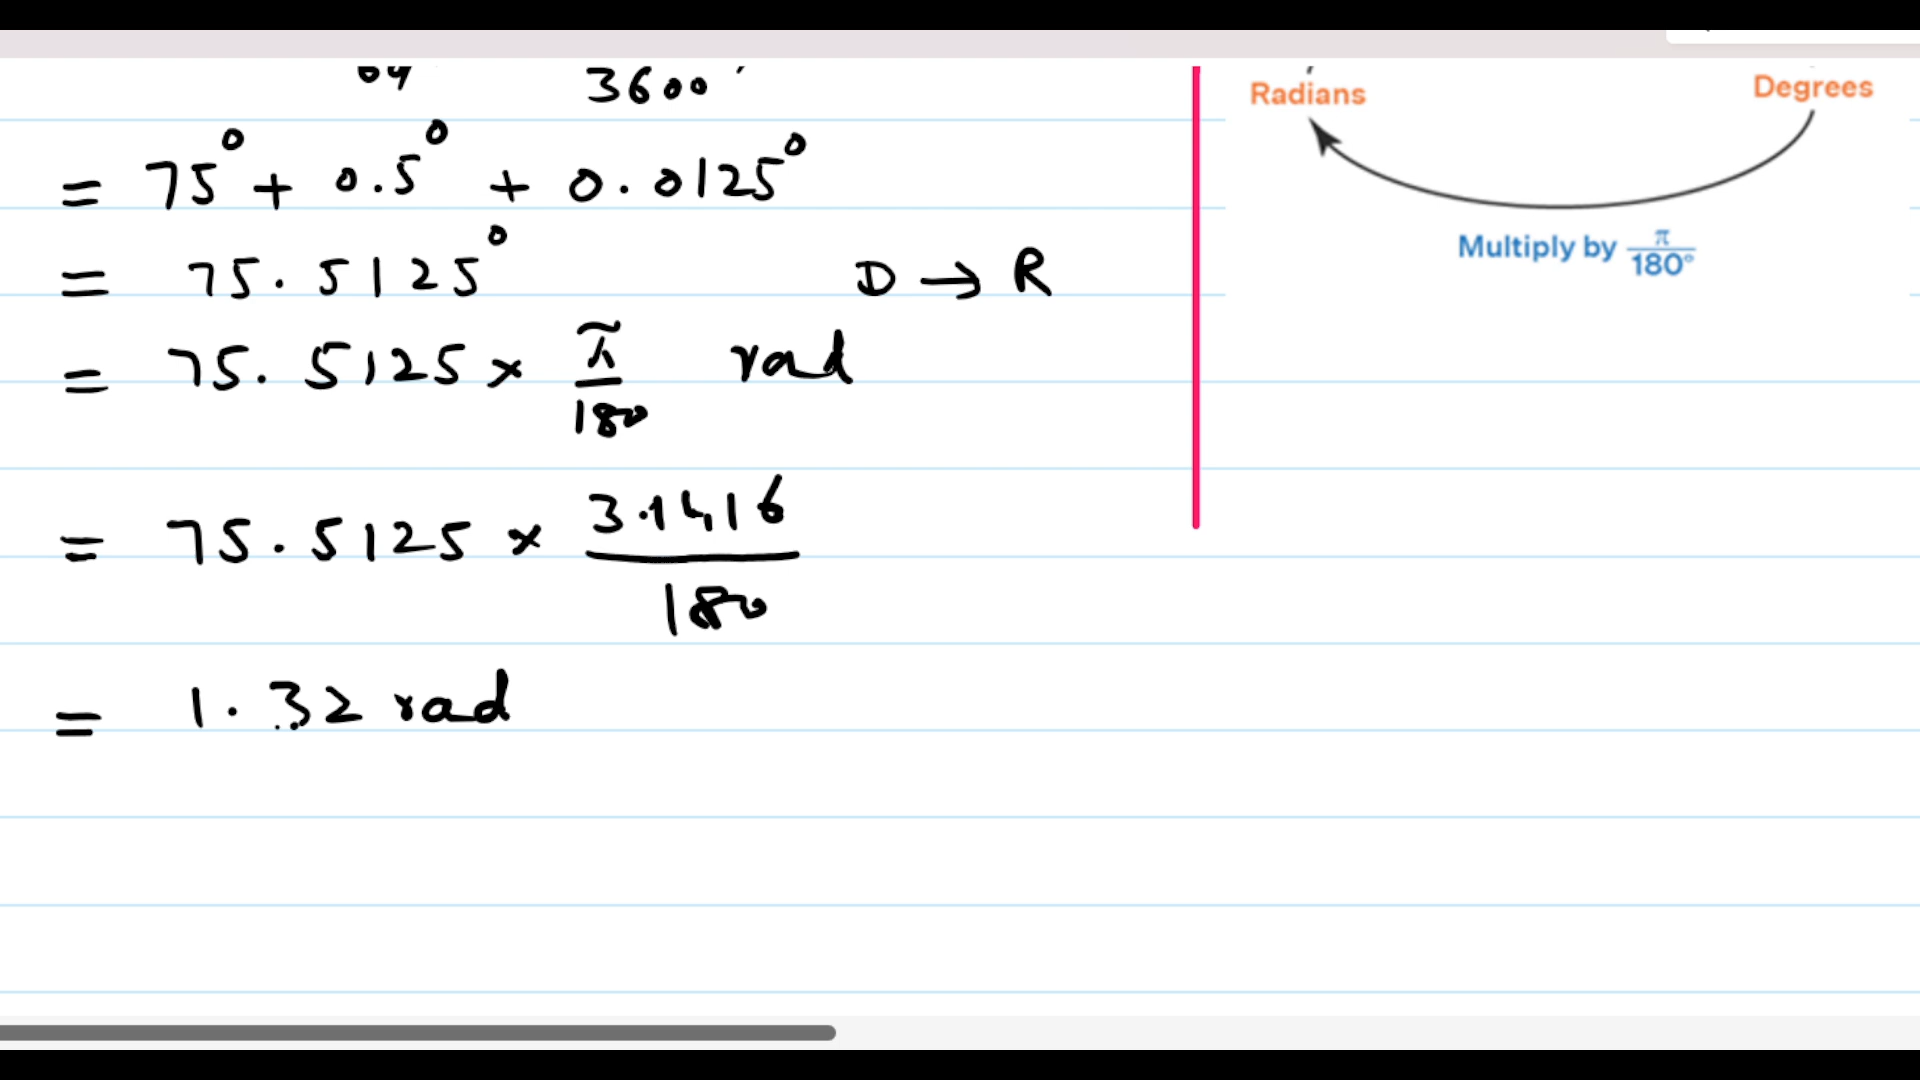 3600
= 75° + 0.5° + 0.0125°
= 75.5125° D → R
= 75.5125 × π/180 rad
= 75.5125 × 3.1416/180
= 1.32 rad
Radians Degrees
Multiply by π/180°